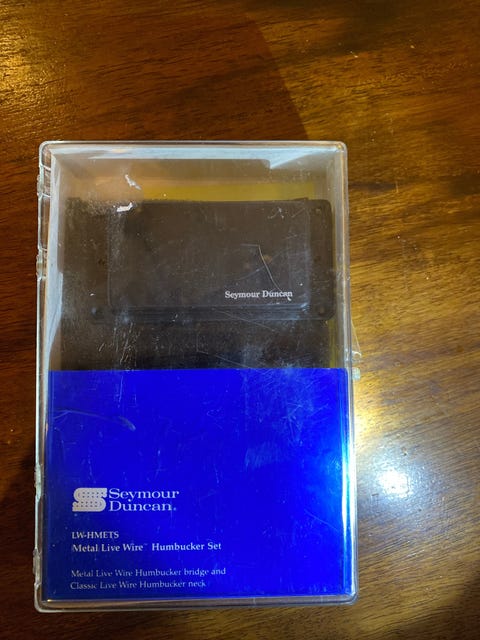 Seymour Duncan
Seymour
Duncan®
LW-HMETS
Metal Live Wire™ Humbucker Set
Metal Live Wire Humbucker bridge and
Classic Live Wire Humbucker neck